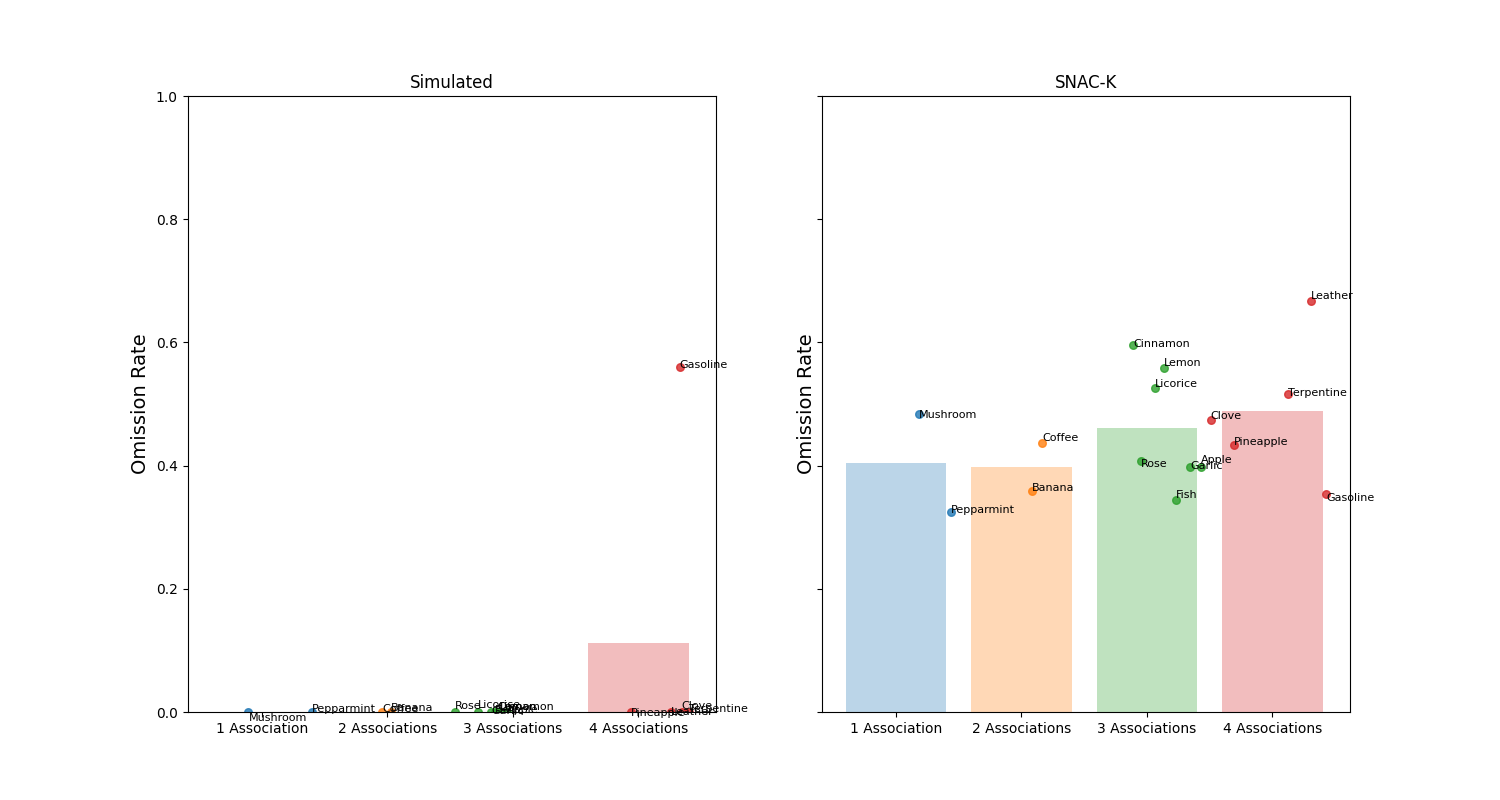 Simulated
SNAC-K
Omission Rate
1.0
0.8
0.6
0.4
0.2
0.0
Gasoline
Mushroom
Pepparmint
Coffee
Banana
Rose
Licorice
Pineapple
Leather
Clove
Terpentine
1 Association
2 Associations
3 Associations
4 Associations
Omission Rate
Leather
Cinnamon
Lemon
Licorice
Terpentine
Mushroom
Clove
Coffee
Pineapple
Rose
Apple
Garlic
Banana
Fish
Gasoline
Pepparmint
1 Association
2 Associations
3 Associations
4 Associations